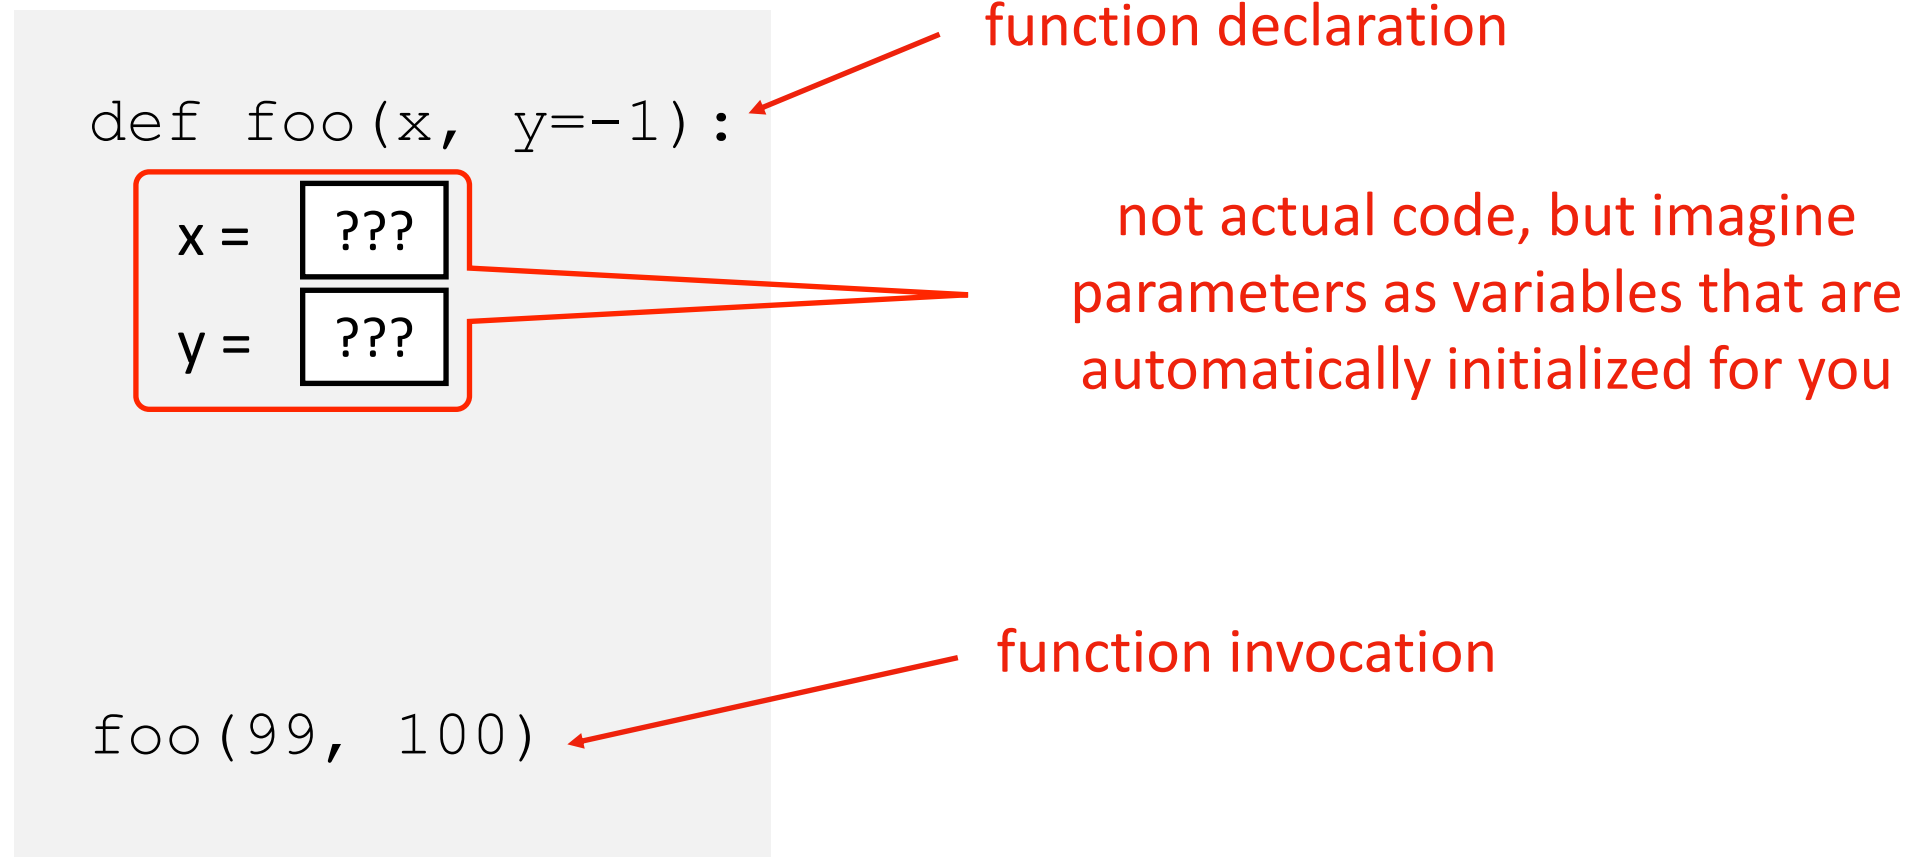 function declaration
def foo(x, y=-1):
x = ???
y = ???
not actual code, but imagine
parameters as variables that are
automatically initialized for you
function invocation
foo(99, 100)